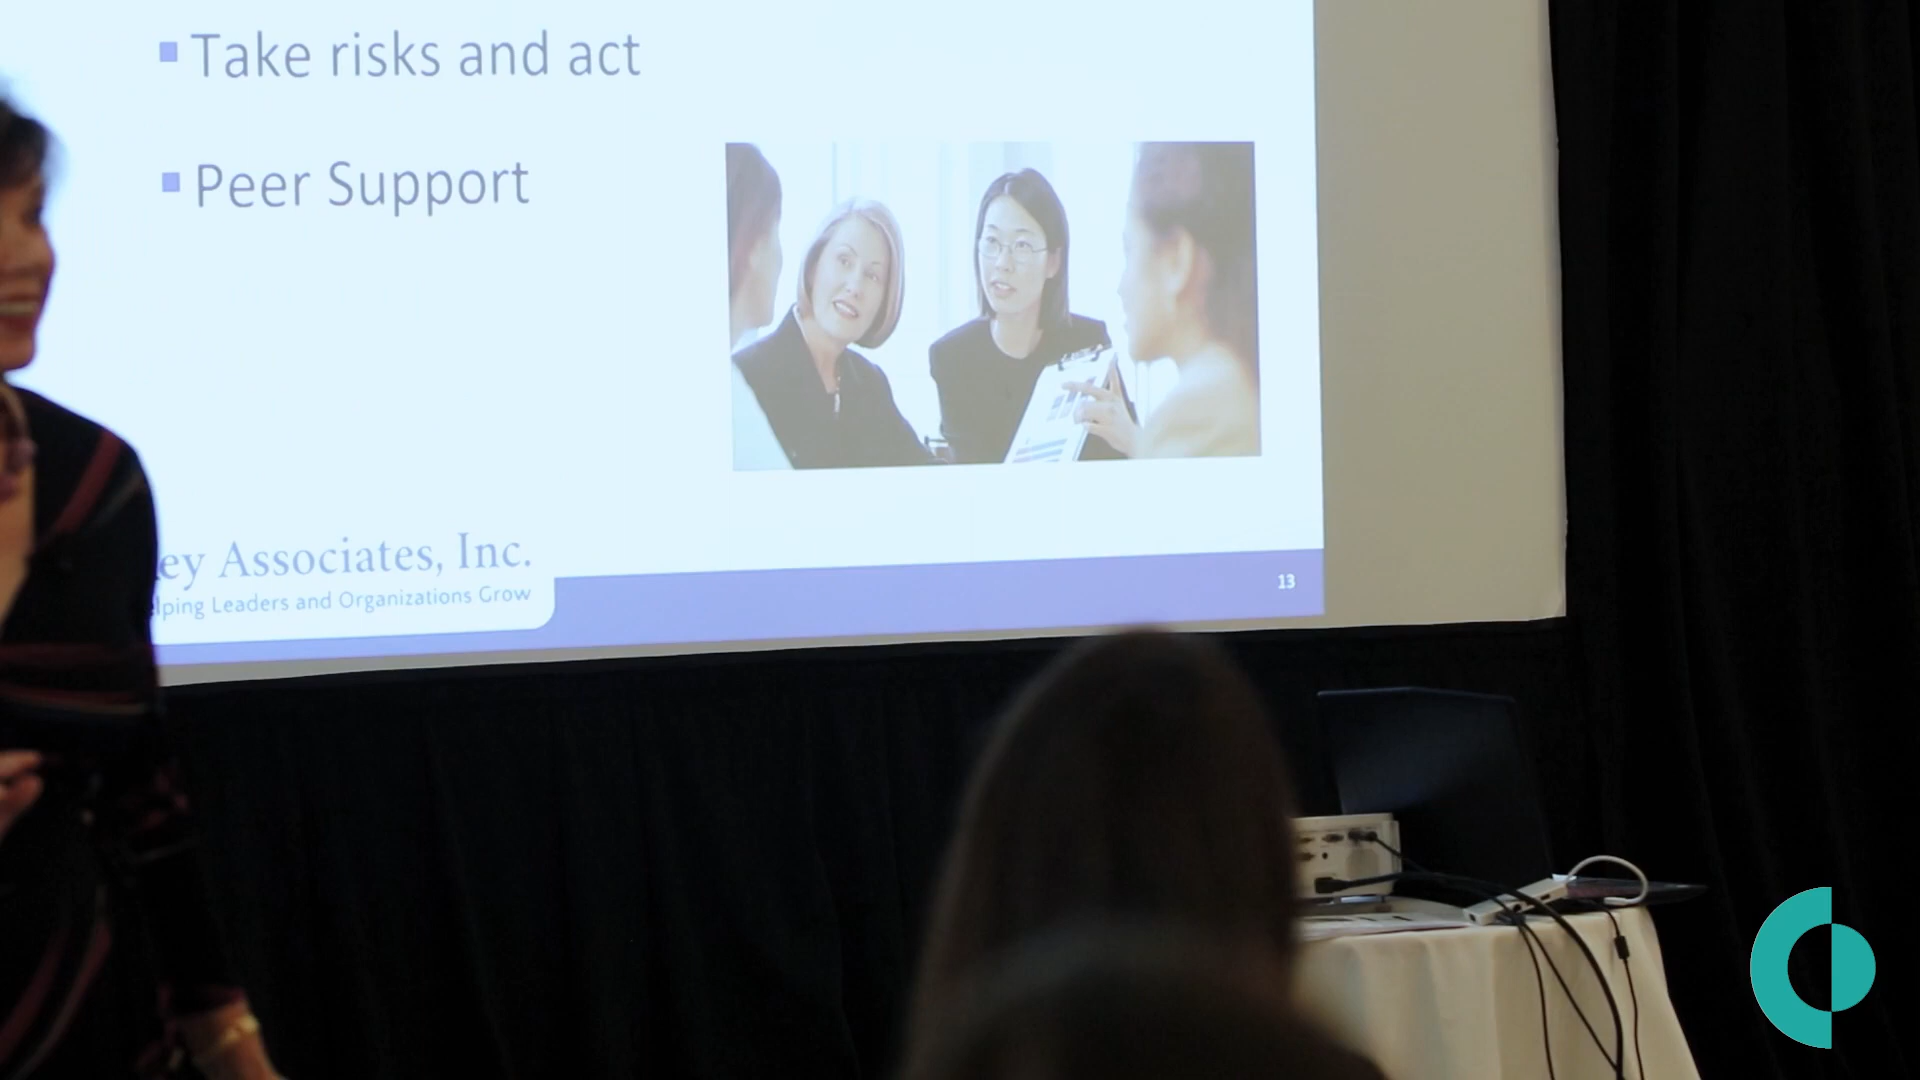 Take risks and act
Peer Support
ey Associates, Inc.
lping Leaders and Organizations Grow
13